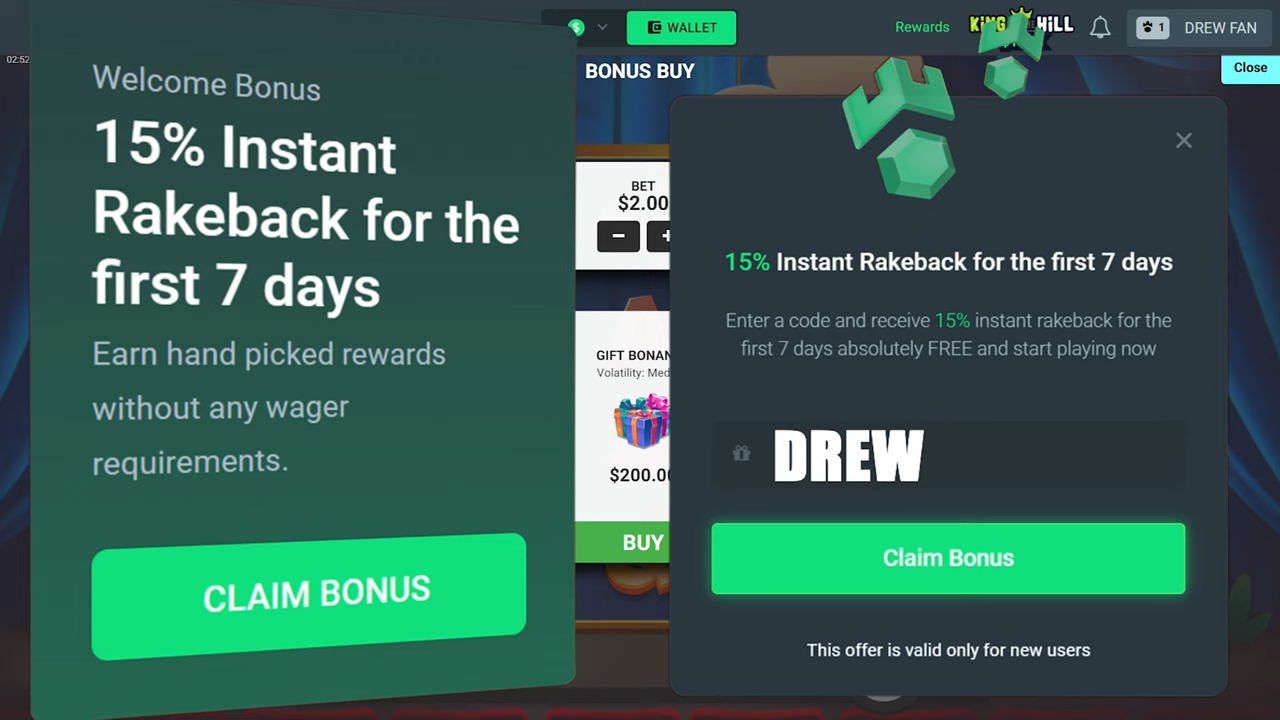 WALLET
Rewards
KING HILL
1
DREW FAN
02:52
BONUS BUY
Close
Welcome Bonus
15% Instant
Rakeback for the
first 7 days
Earn hand picked rewards
without any wager
requirements.
CLAIM BONUS
BET
$2.00
GIFT BONAN
Volatility: Med
$200.00
BUY
15% Instant Rakeback for the first 7 days
Enter a code and receive 15% instant rakeback for the
first 7 days absolutely FREE and start playing now
DREW
Claim Bonus
This offer is valid only for new users